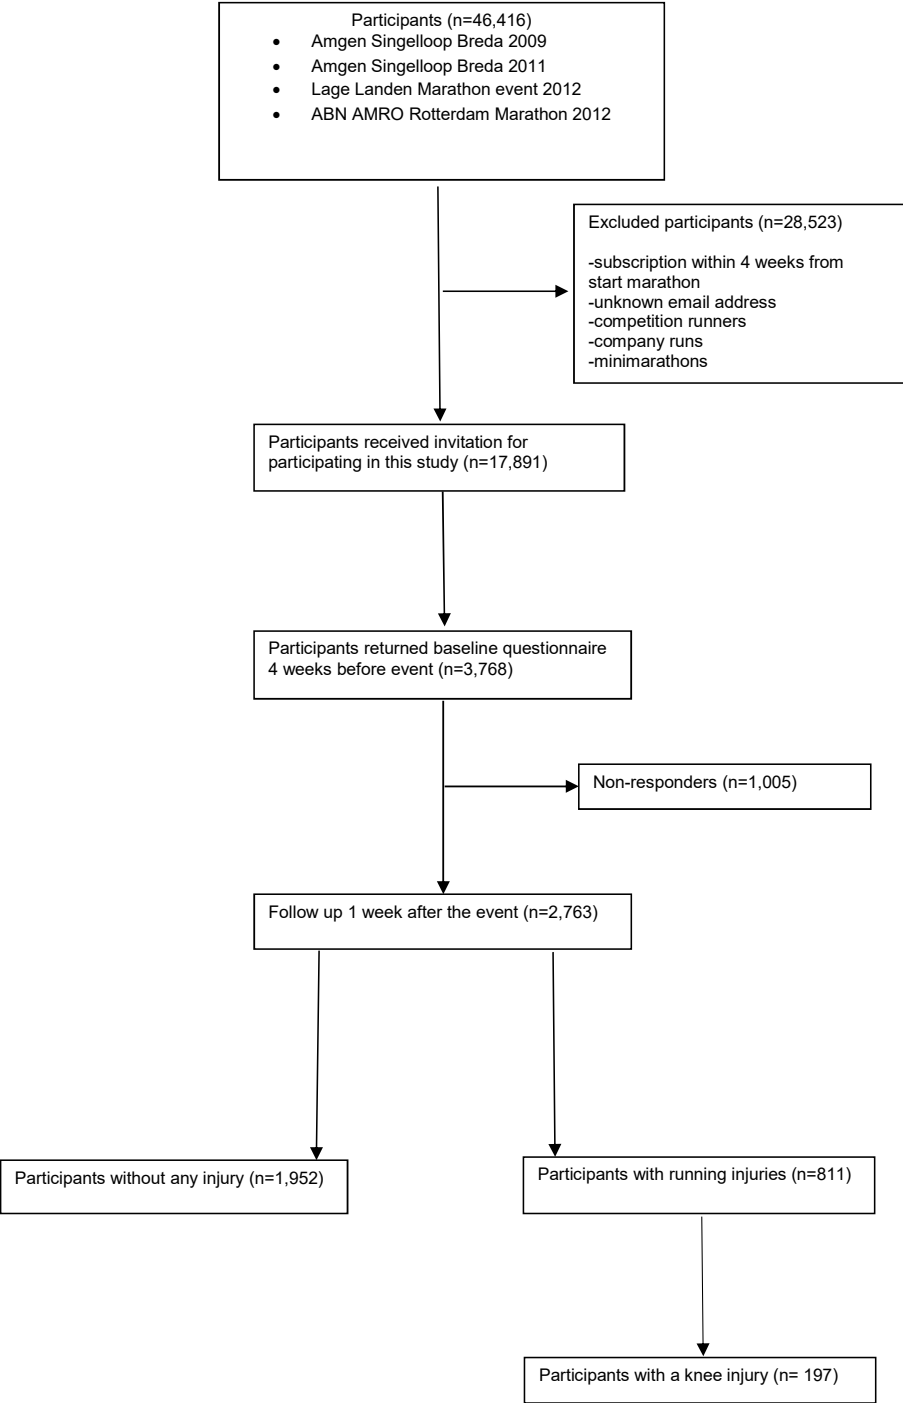 Participants (n=46,416)
• Amgen Singelloop Breda 2009
• Amgen Singelloop Breda 2011
• Lage Landen Marathon event 2012
• ABN AMRO Rotterdam Marathon 2012
Excluded participants (n=28,523)
-subscription within 4 weeks from
start marathon
-unknown email address
-competition runners
-company runs
-minimarathons
Participants received invitation for
participating in this study (n=17,891)
Participants returned baseline questionnaire
4 weeks before event (n=3,768)
Non-responders (n=1,005)
Follow up 1 week after the event (n=2,763)
Participants without any injury (n=1,952)
Participants with running injuries (n=811)
Participants with a knee injury (n= 197)